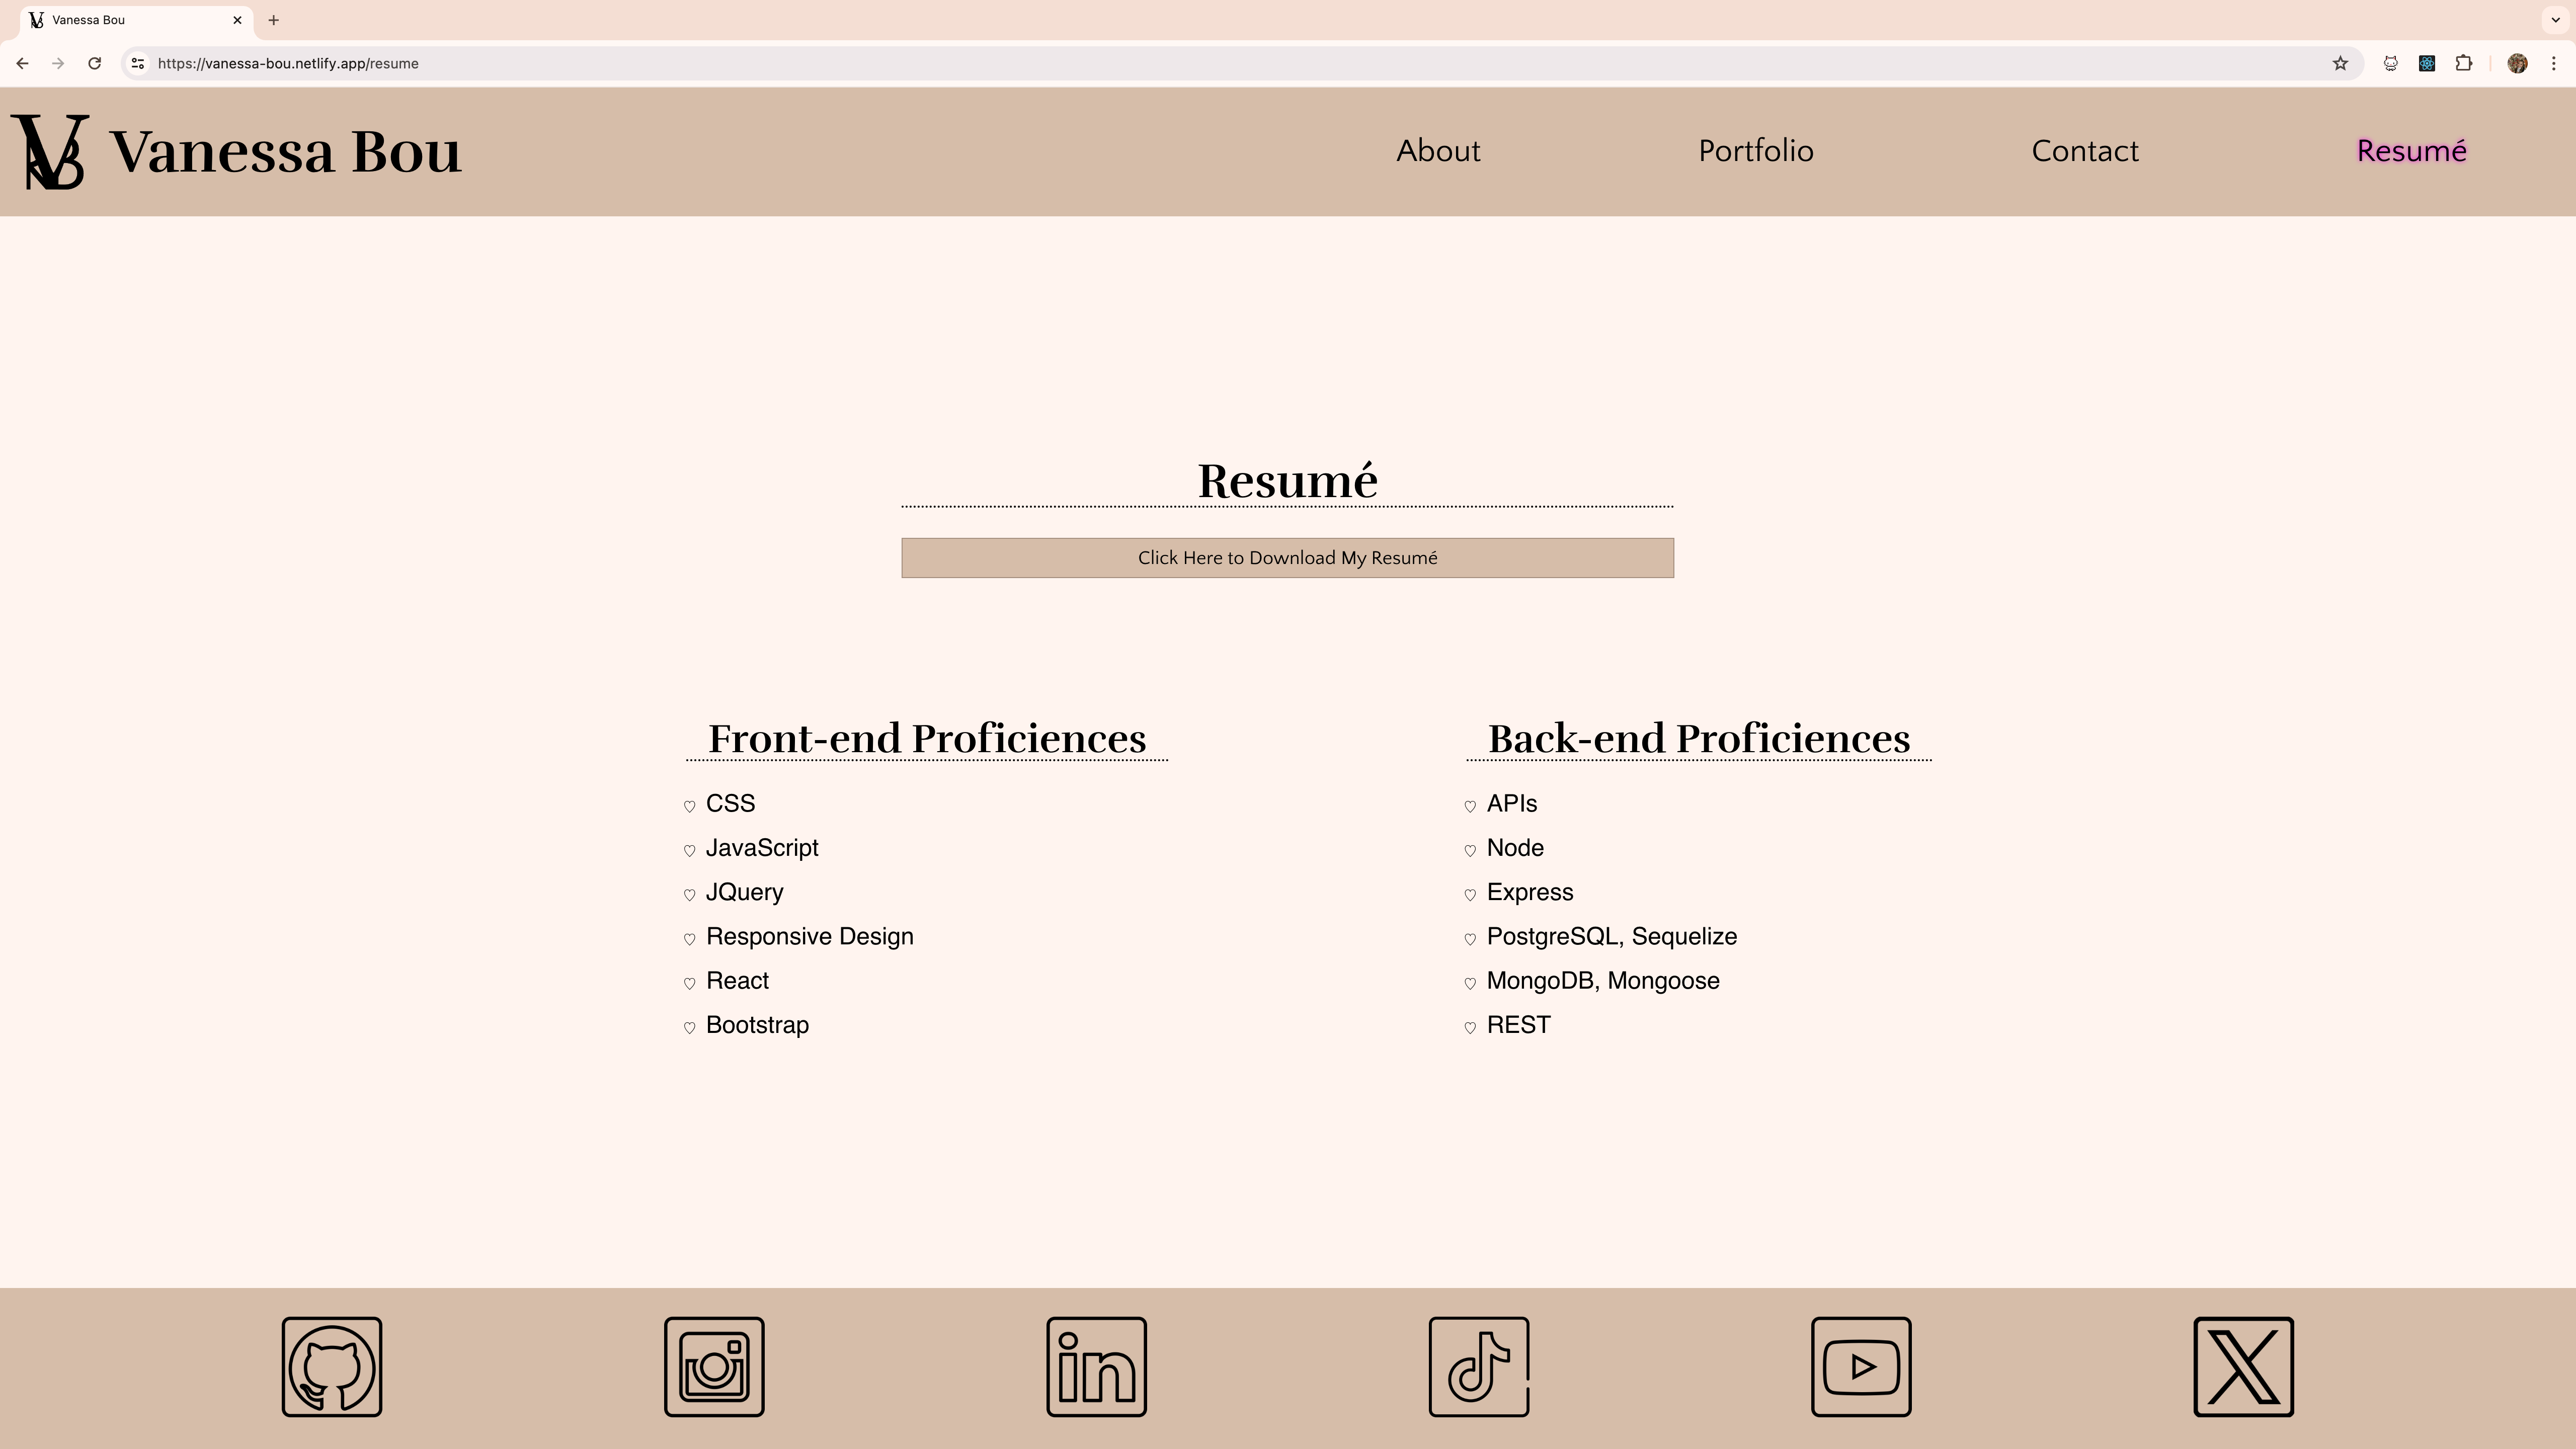 Vanessa Bou
https://vanessa-bou.netlify.app/resume
VB Vanessa Bou
About Portfolio Contact Resumé
Resumé
Click Here to Download My Resumé
Front-end Proficiences
♡ CSS
♡ JavaScript
♡ JQuery
♡ Responsive Design
♡ React
♡ Bootstrap
Back-end Proficiences
♡ APIs
♡ Node
♡ Express
♡ PostgreSQL, Sequelize
♡ MongoDB, Mongoose
♡ REST
in
X